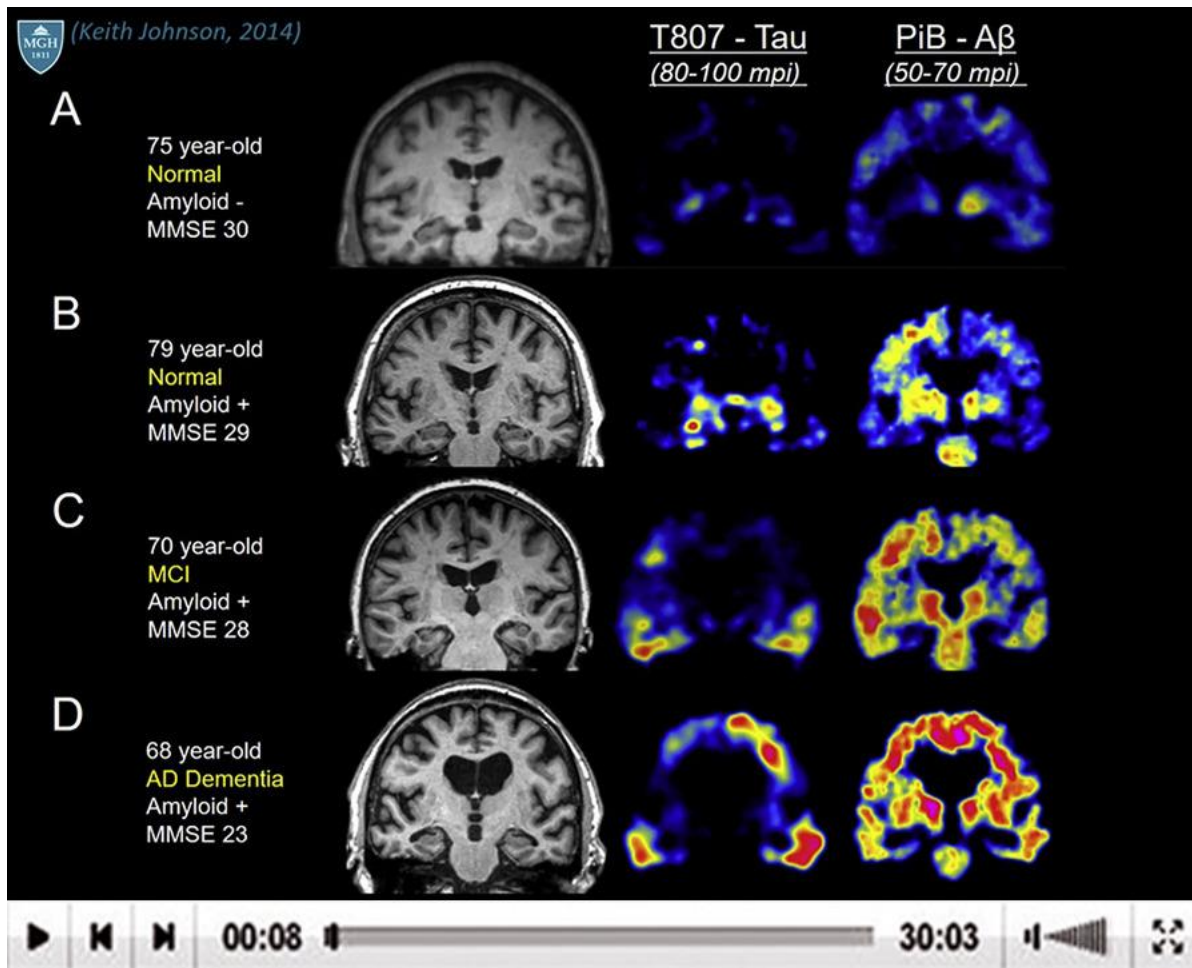 MGH
1811
(Keith Johnson, 2014)
T807 - Tau
(80-100 mpi)
PiB - Aβ
(50-70 mpi)
A
75 year-old
Normal
Amyloid -
MMSE 30
B
79 year-old
Normal
Amyloid +
MMSE 29
C
70 year-old
MCI
Amyloid +
MMSE 28
D
68 year-old
AD Dementia
Amyloid +
MMSE 23
00:08
30:03